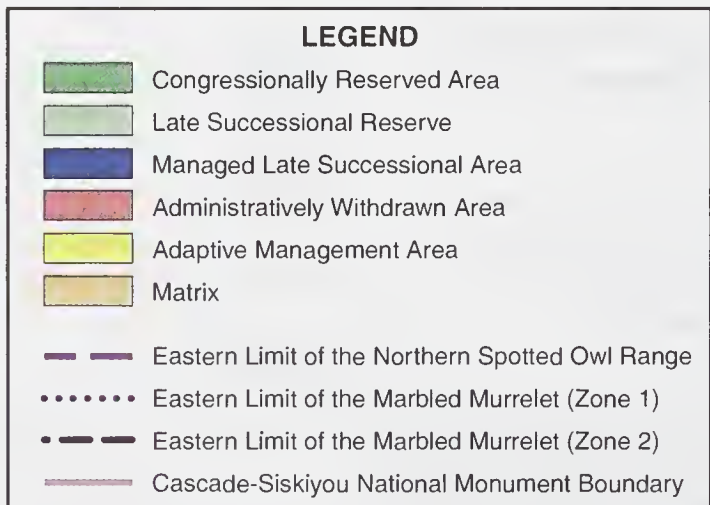 LEGEND
Congressionally Reserved Area
Late Successional Reserve
Managed Late Successional Area
Administratively Withdrawn Area
Adaptive Management Area
Matrix
Eastern Limit of the Northern Spotted Owl Range
Eastern Limit of the Marbled Murrelet (Zone 1)
Eastern Limit of the Marbled Murrelet (Zone 2)
Cascade-Siskiyou National Monument Boundary